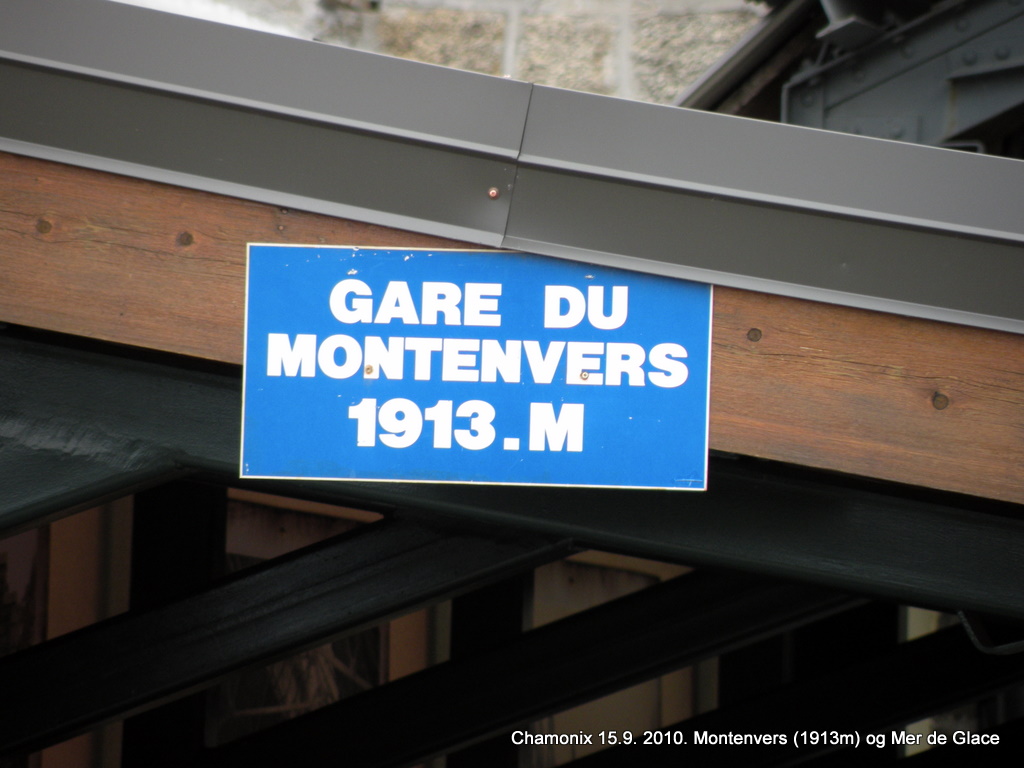 GARE DU
MONTENVERS
1913.M
Chamonix 15.9. 2010. Montenvers (1913m) og Mer de Glace